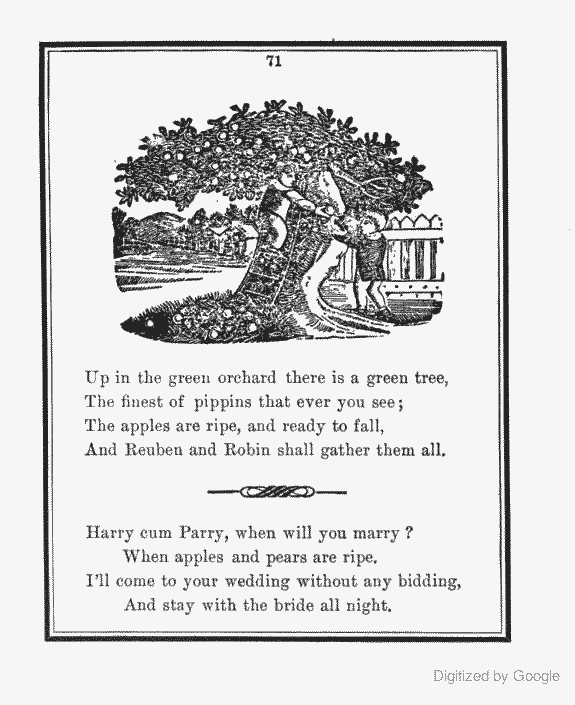 71
Up in the green orchard there is a green tree,
The finest of pippins that ever you see;
The apples are ripe, and ready to fall,
And Reuben and Robin shall gather them all.
Harry cum Parry, when will you marry?
When apples and pears are ripe.
I'll come to your wedding without any bidding,
And stay with the bride all night.
Digitized by Google